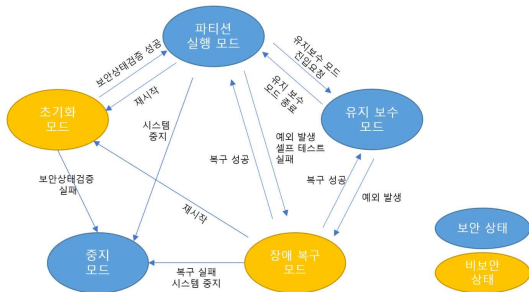 파티션
실행 모드
보안상태검증 성공
유지보수 모드
진입요청
재시작
유지 보수
모드 종료
초기화
모드
시스템
중지
예외 발생
셀프 테스트
실패
유지 보수
모드
보안상태검증
실패
복구 성공
복구 성공
예외 발생
재시작
중지
모드
복구 실패
시스템 중지
장애 복구
모드
보안 상태
비보안
상태